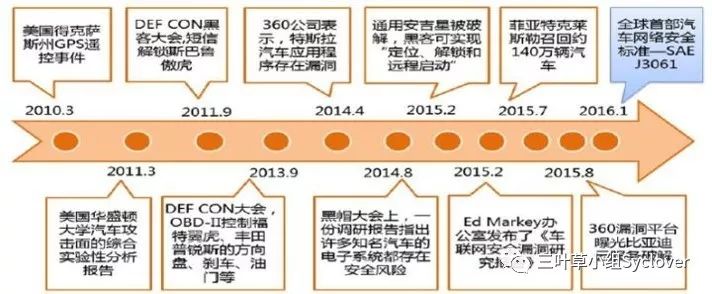 美国得克萨
斯州GPS遥
控事件
DEF CON黑
客大会,短信
解锁斯巴鲁
傲虎
360公司表
示，特斯拉
汽车应用程
序存在漏洞
通用安吉星被破
解，黑客可实现
“定位、解锁和
远程启动”
菲亚特克莱
斯勒召回约
140万辆汽
车
全球首部汽
车网络安全
标准—SAE
J3061
2010.3
2011.9
2014.4
2015.2
2015.7
2016.1
2011.3
2013.9
2014.8
2015.2
2015.8
美国华盛顿
大学汽车攻
击面的综合
实验性分析
报告
DEF CON大会，
OBD-II控制福
特翼虎、丰田
普锐斯的方向
盘、刹车、油
门等
黑帽大会上，一
份调研报告指出
许多知名汽车的
电子系统都存在
安全风险
Ed Markey办
公室发布了《车
联网安全漏洞研
究
360漏洞平台
曝光比亚迪
三叶草小组Syclover